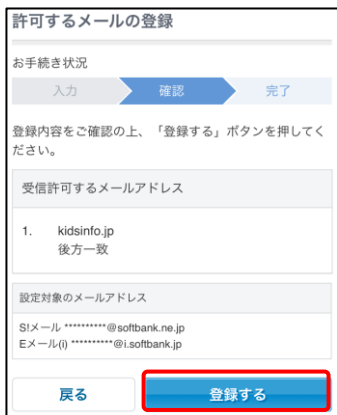 許可するメールの登録
お手続き状況
入力 確認 完了
登録内容をご確認の上、「登録する」ボタンを押してく
ださい。
受信許可するメールアドレス
1. kidsinfo.jp
後方一致
設定対象のメールアドレス
S!メール **********@softbank.ne.jp
Eメール(i) **********@i.softbank.jp
戻る 登録する